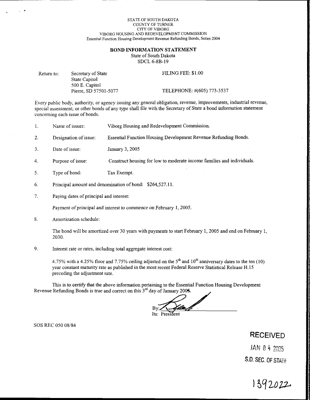 STATE OF SOUTH DAKOTA
COUNTY OF TURNER
CITY OF VIBORG
VIBORG HOUSING AND REDEVELOPMENT COMMISSION
Essential Function Housing Development Revenue Refunding Bonds, Series 2004
BOND INFORMATION STATEMENT
State of South Dakota
SDCL 6-8B-19
Return to: Secretary of State FILING FEE: $1.00
State Capitol
500 E. Capitol
Pierre, SD 57501-5077 TELEPHONE: #(605) 773-3537
Every public body, authority, or agency issuing any general obligation, revenue, improvement, industrial revenue,
special assessment, or other bonds of any type shall file with the Secretary of State a bond information statement
concerning each issue of bonds.
1. Name of issuer: Viborg Housing and Redevelopment Commission.
2. Designation of issue: Essential Function Housing Development Revenue Refunding Bonds.
3. Date of issue: January 3, 2005
4. Purpose of issue: Construct housing for low to moderate income families and individuals.
5. Type of bond: Tax Exempt.
6. Principal amount and denomination of bond: $264,527.11.
7. Paying dates of principal and interest:
Payment of principal and interest to commence on February 1, 2005.
8. Amortization schedule:
The bond will be amortized over 30 years with payments to start February 1, 2005 and end on February 1,
2030.
9. Interest rate or rates, including total aggregate interest cost:
4.75% with a 4.25% floor and 7.75% ceiling adjusted on the 5th and 10th anniversary dates to the ten (10)
year constant maturity rate as published in the most recent Federal Reserve Statistical Release H.15
preceding the adjustment rate.
This is to certify that the above information pertaining to the Essential Function Housing Development
Revenue Refunding Bonds is true and correct on this 3rd day of January 2005.
By:
Its: President
SOS REC 050 08/84
RECEIVED
JAN 04 2005
S.D. SEC. OF STATE
1392022